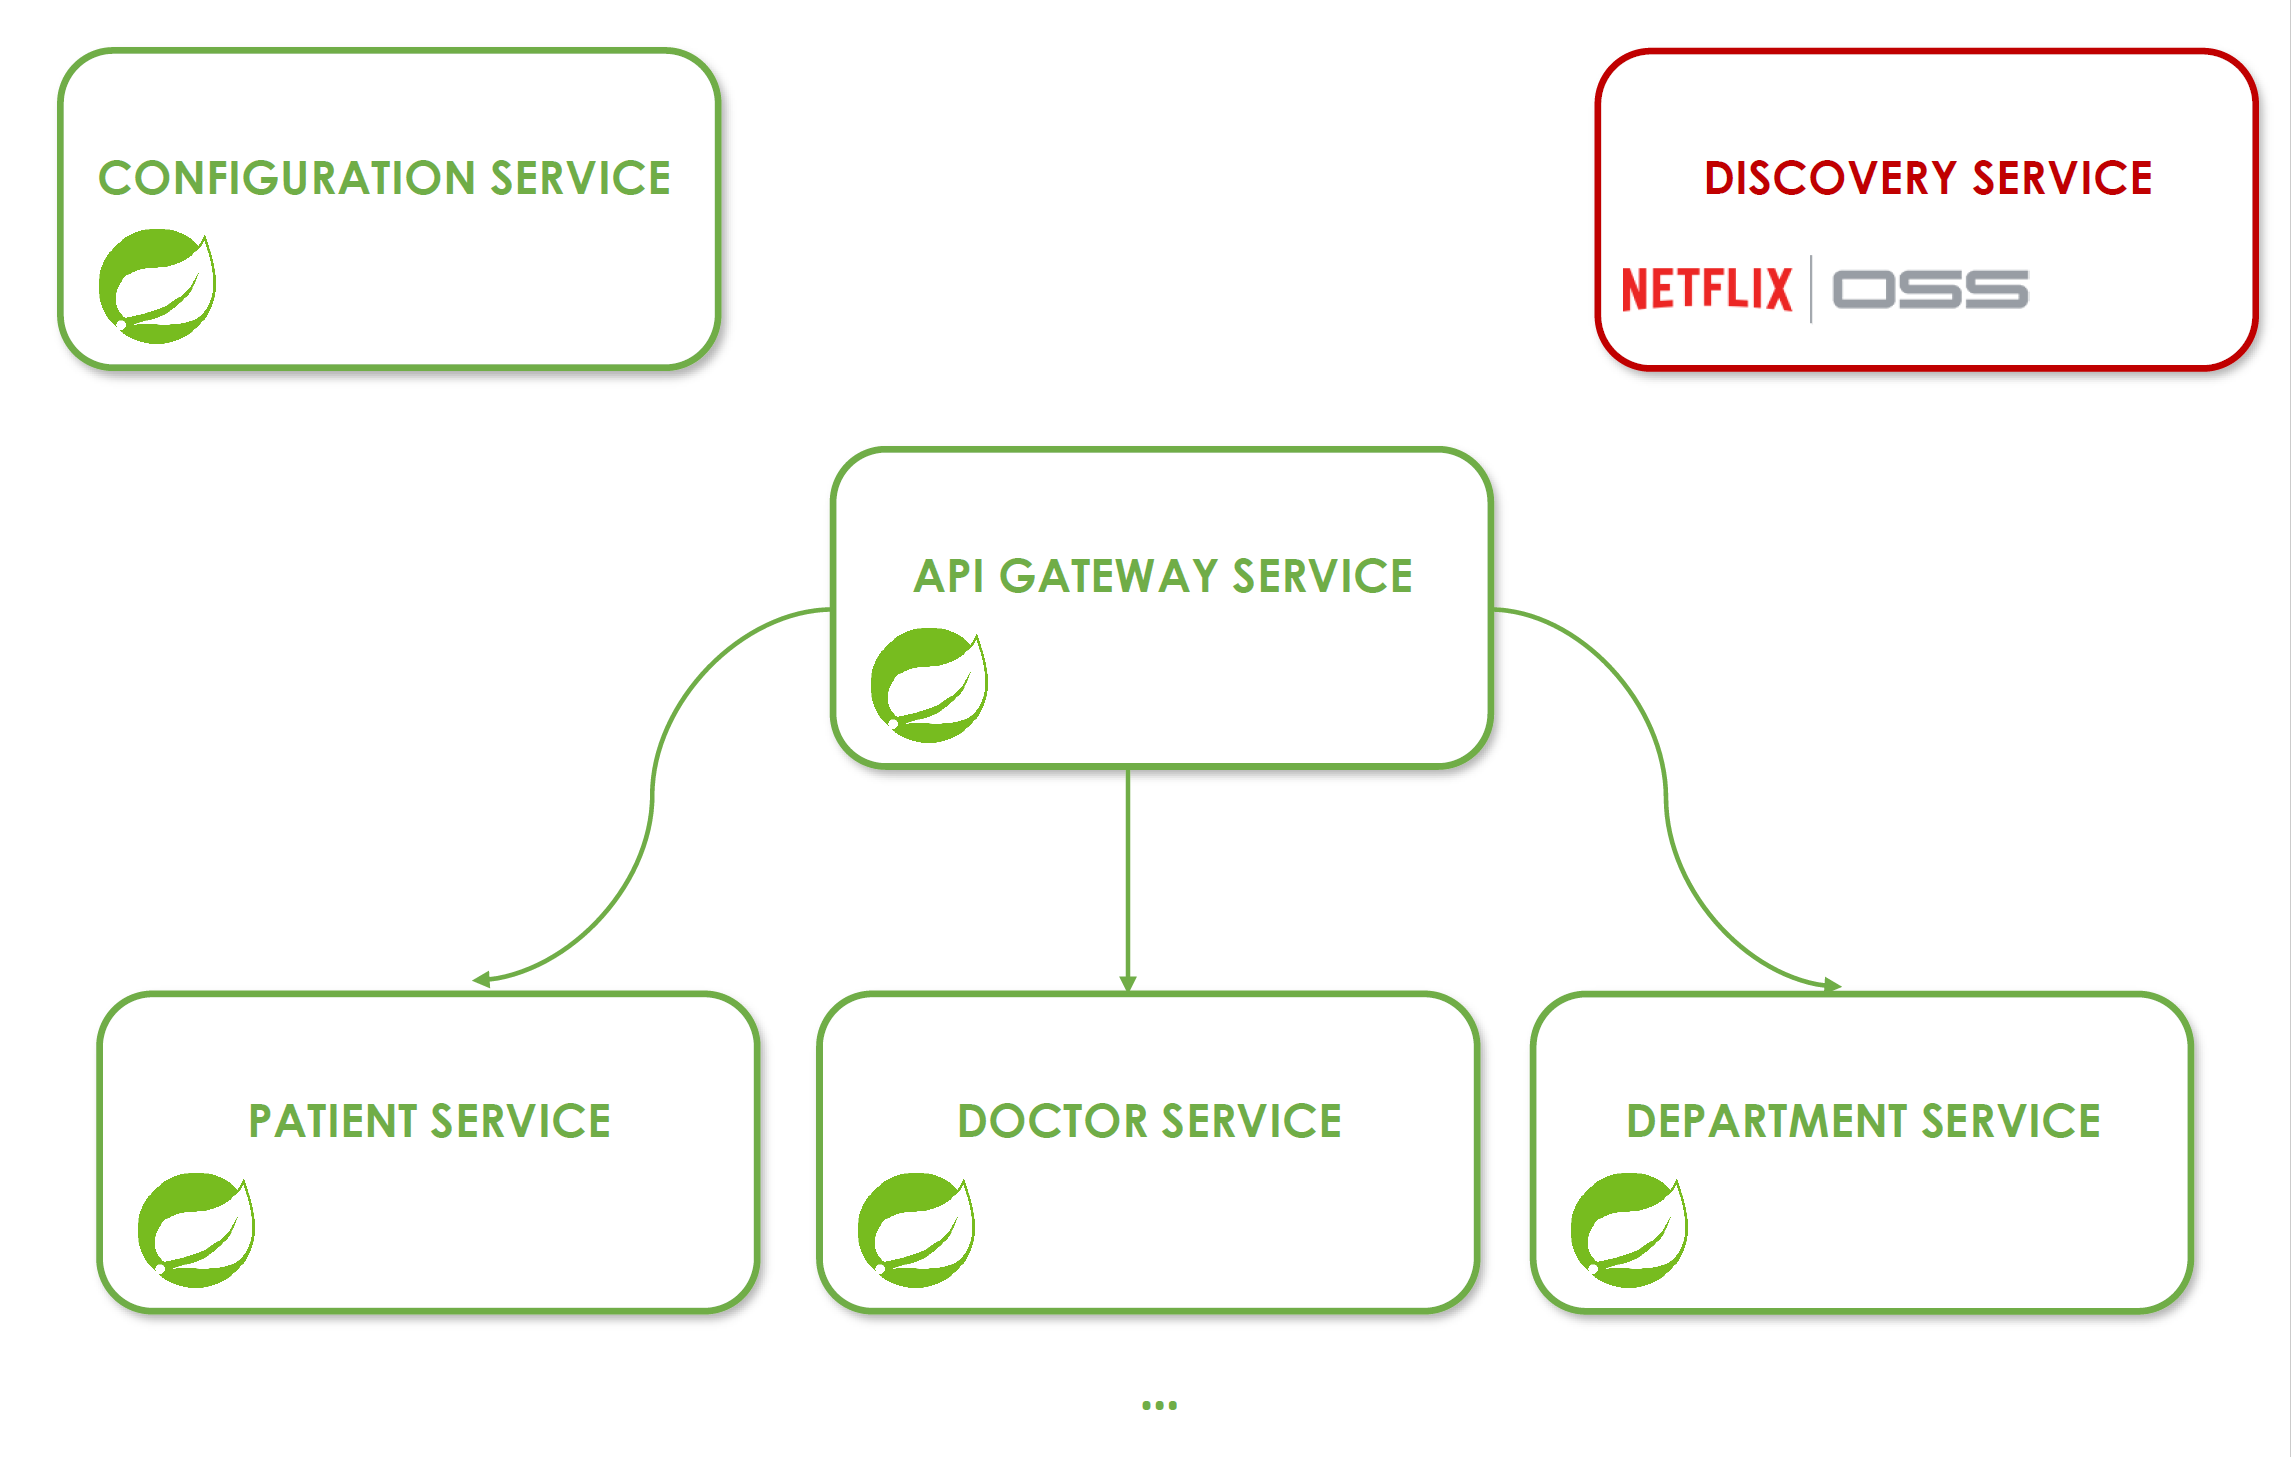 CONFIGURATION SERVICE
DISCOVERY SERVICE
NETFLIX | OSS
API GATEWAY SERVICE
PATIENT SERVICE
DOCTOR SERVICE
DEPARTMENT SERVICE
...